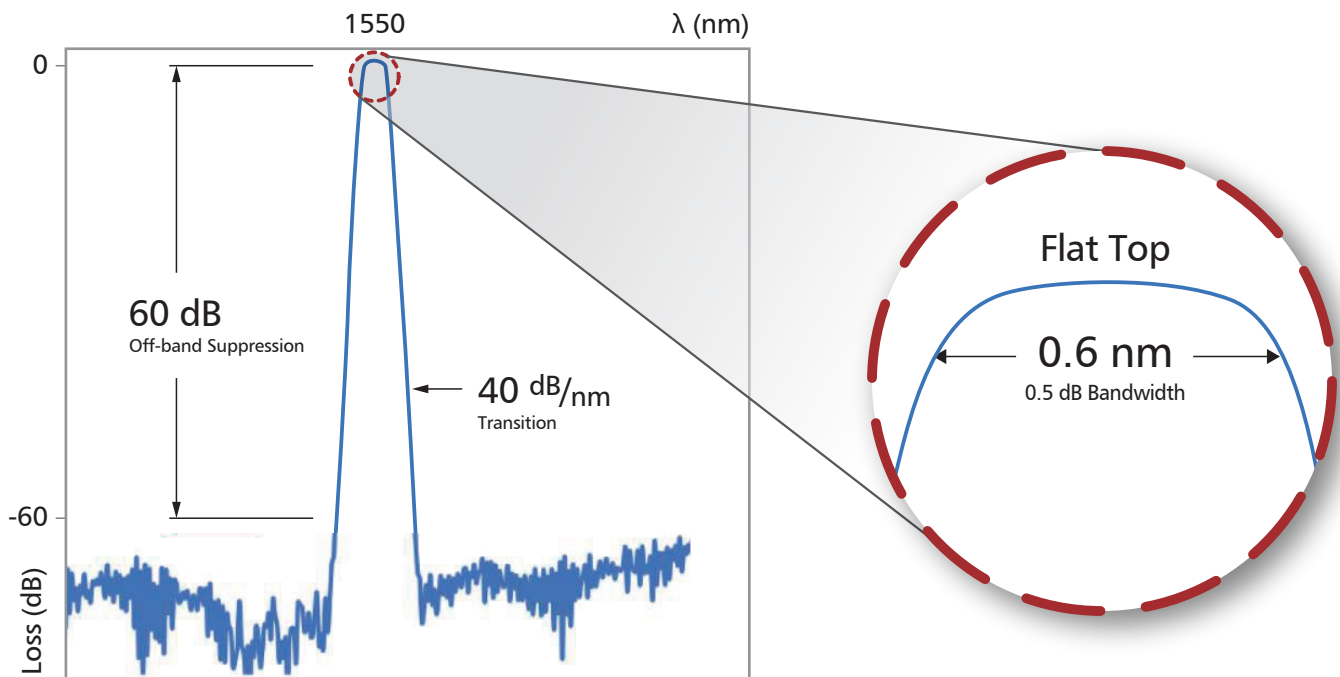 1550
λ (nm)
0
60 dB
Off-band Suppression
40 dB/nm
Transition
-60
Loss (dB)
Flat Top
0.6 nm
0.5 dB Bandwidth